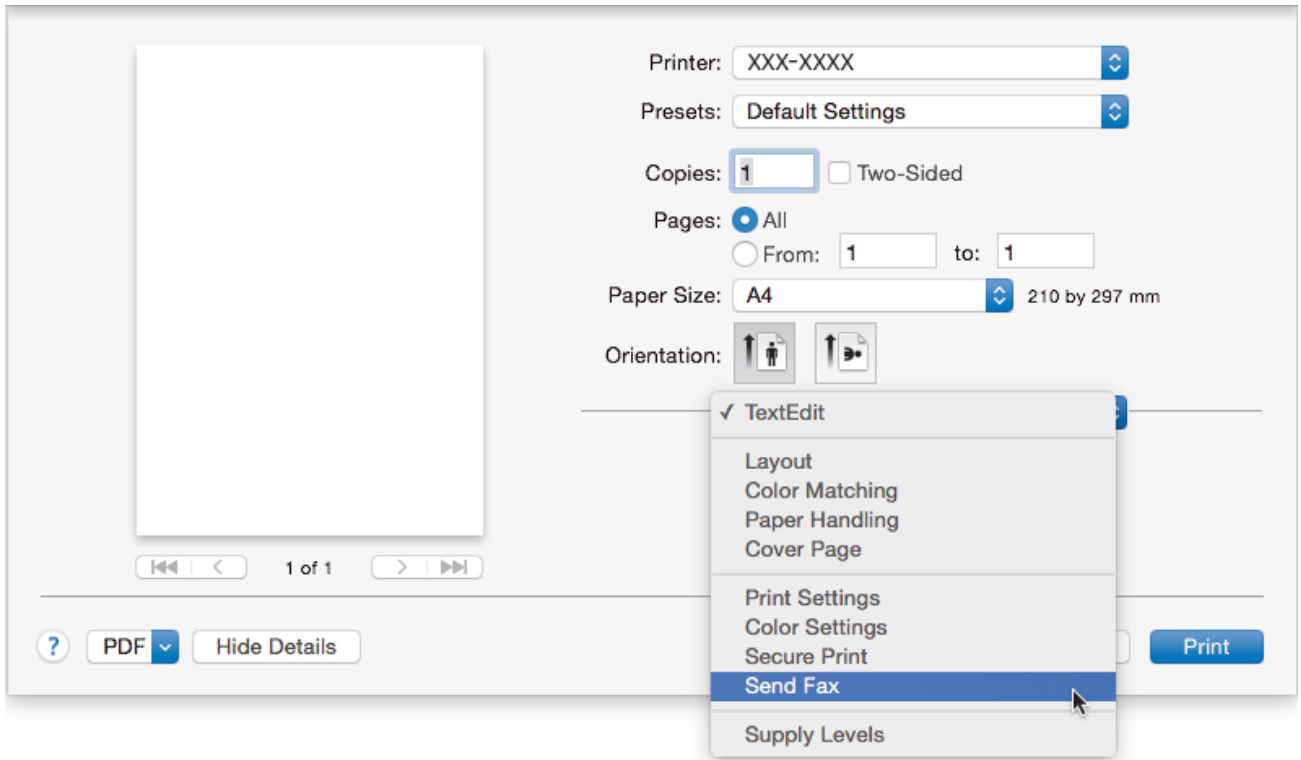 Printer: XXX-XXXX
Presets: Default Settings
Copies: 1 Two-Sided
Pages: All
From: 1 to: 1
Paper Size: A4 210 by 297 mm
Orientation:
✓ TextEdit
Layout
Color Matching
Paper Handling
Cover Page
1 of 1
Print Settings
Color Settings
Secure Print
Send Fax
Supply Levels
? PDF Hide Details Print